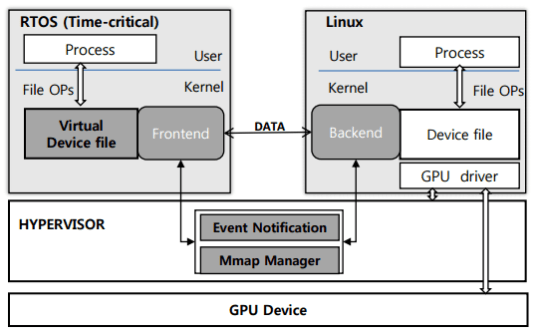 RTOS (Time-critical)
Process
User
File OPs
Kernel
Virtual
Device file
Frontend
DATA
Linux
User
Process
Kernel
File OPs
Backend
Device file
GPU driver
HYPERVISOR
Event Notification
Mmap Manager
GPU Device